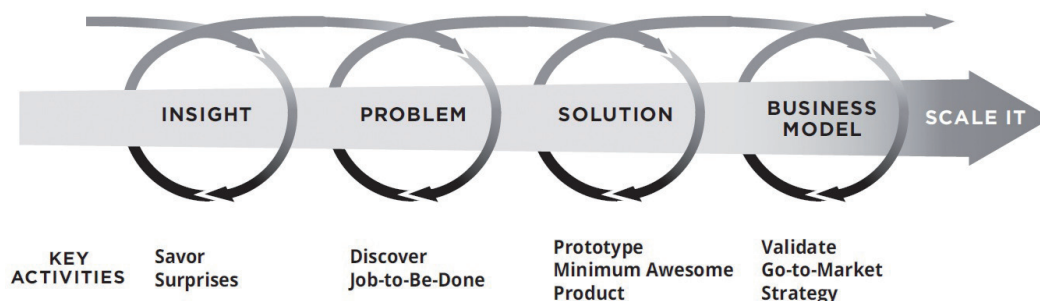 INSIGHT
PROBLEM
SOLUTION
BUSINESS
MODEL
SCALE IT
KEY
ACTIVITIES
Savor
Surprises
Discover
Job-to-Be-Done
Prototype
Minimum Awesome
Product
Validate
Go-to-Market
Strategy